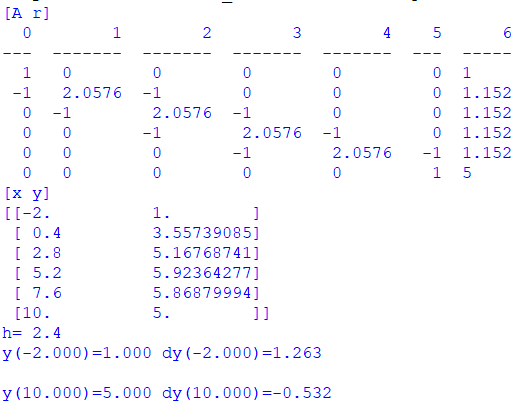 [A r]
  0        1        2        3        4    5      6
---  -------  -------  -------  -------  ---  -----
  1   0        0        0        0         0  1
 -1   2.0576  -1        0        0         0  1.152
  0  -1        2.0576  -1        0         0  1.152
  0   0       -1        2.0576  -1         0  1.152
  0   0        0       -1        2.0576   -1  1.152
  0   0        0        0        0         1  5
[x y]
[[-2.          1.        ]
 [ 0.4         3.55739085]
 [ 2.8         5.16768741]
 [ 5.2         5.92364277]
 [ 7.6         5.86879994]
 [10.          5.        ]]
h= 2.4
y(-2.000)=1.000 dy(-2.000)=1.263
y(10.000)=5.000 dy(10.000)=-0.532